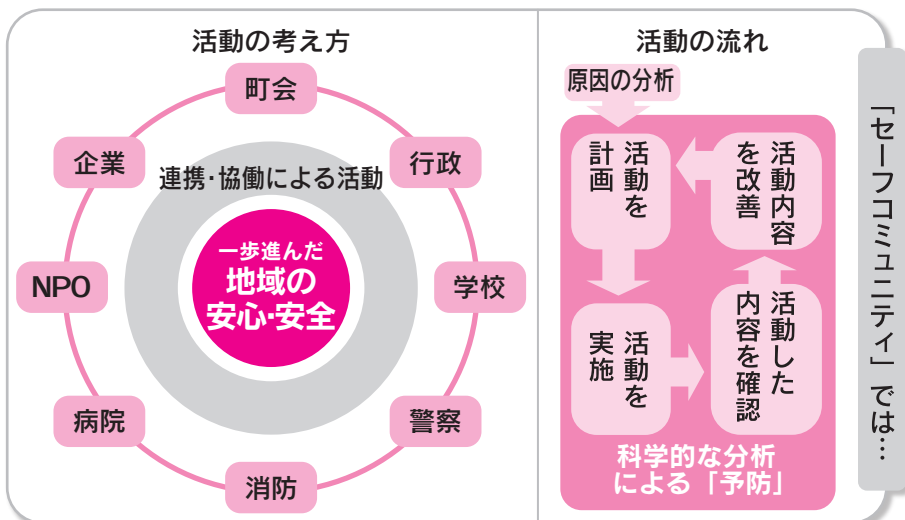 「セーフコミュニティ」では…
活動の考え方
町会
行政
学校
警察
消防
病院
NPO
企業
連携・協働による活動
一歩進んだ
地域の
安心・安全
活動の流れ
原因の分析
活動を
計画
活動を
実施
活動した
内容を確認
活動内容
を改善
科学的な分析
による「予防」